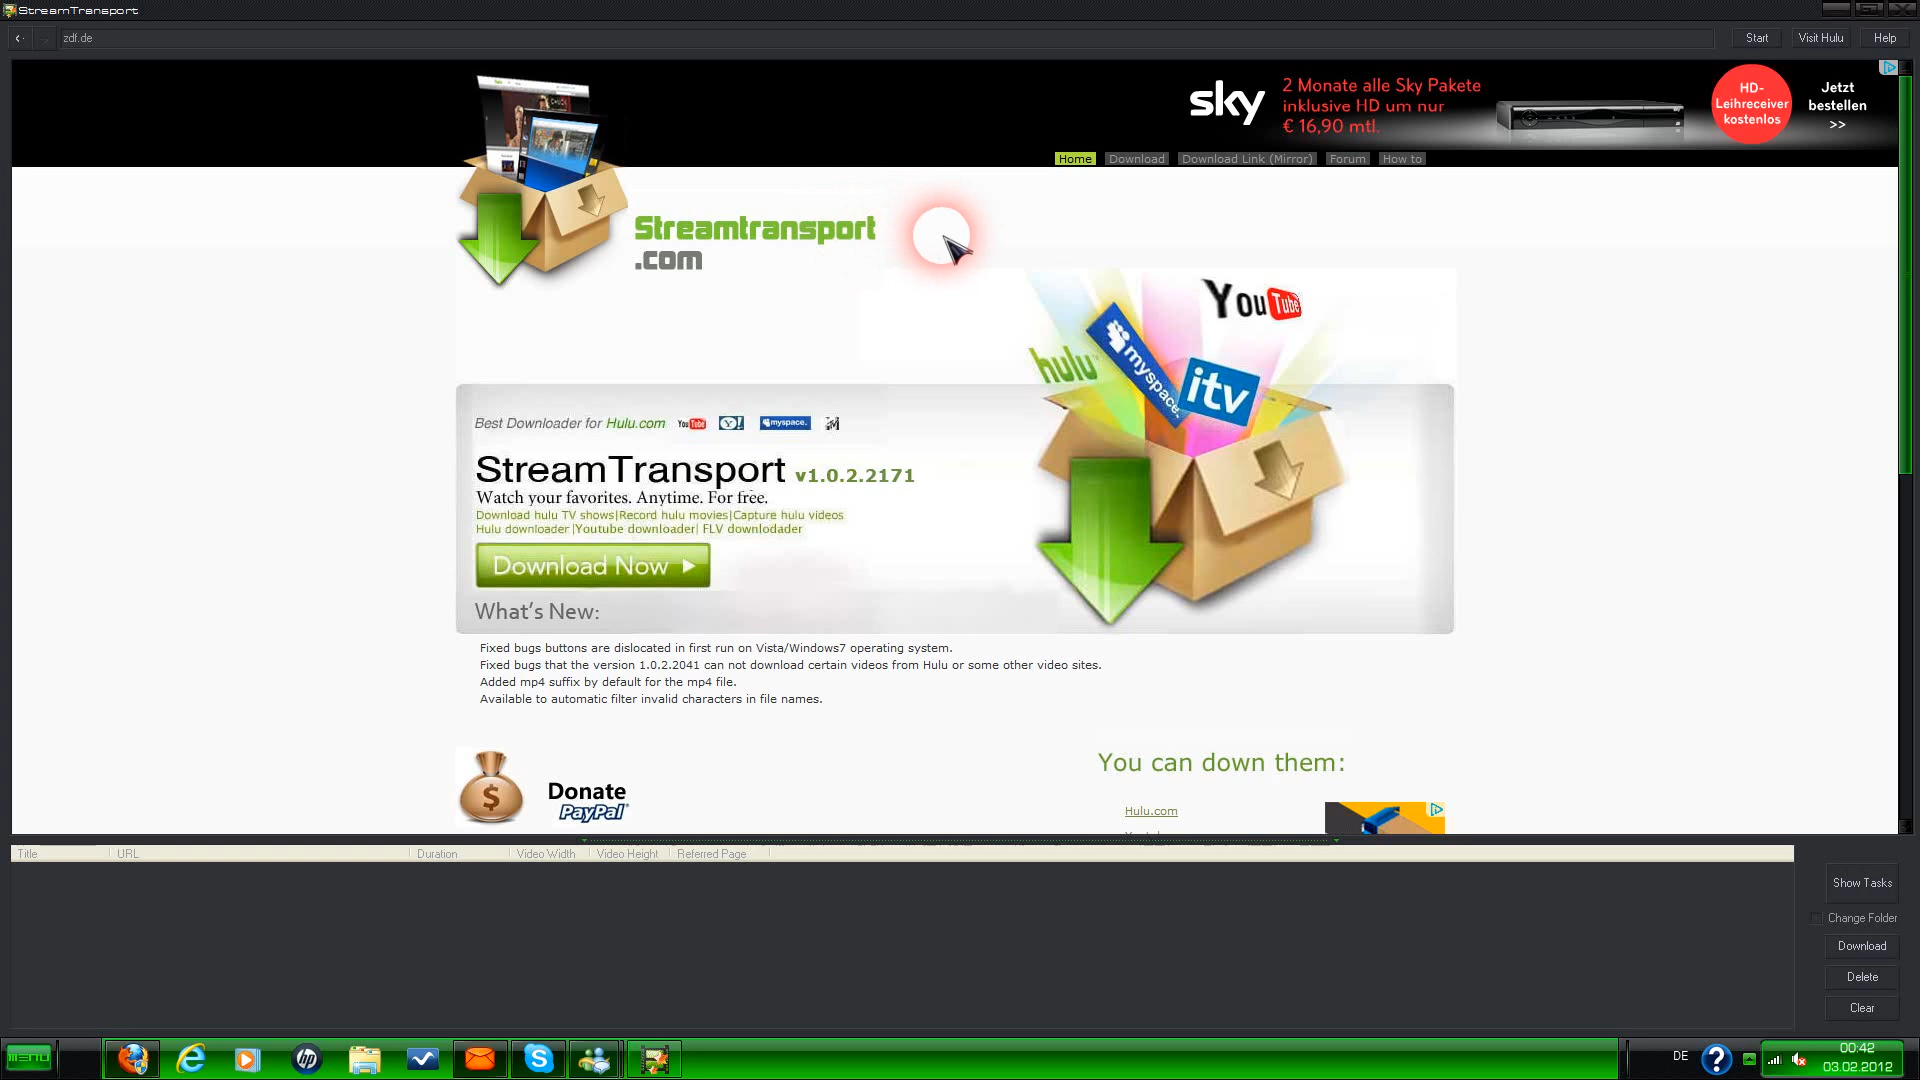 StreamTransport
zdf.de
Start
Visit Hulu
Help
sky
2 Monate alle Sky Pakete
inklusive HD um nur
€ 16,90 mtl.
HD-
Leihreceiver
kostenlos
Jetzt
bestellen
>>
Home
Download
Download Link (Mirror)
Forum
How to
Streamtransport
.com
You Tube
hulu
myspace.
itv
Best Downloader for Hulu.com You Tube Y! myspace.
StreamTransport v1.0.2.2171
Watch your favorites. Anytime. For free.
Download hulu TV shows|Record hulu movies|Capture hulu videos
Hulu downloader |Youtube downloader| FLV downlodader
Download Now
What's New:
Fixed bugs buttons are dislocated in first run on Vista/Windows7 operating system.
Fixed bugs that the version 1.0.2.2041 can not download certain videos from Hulu or some other video sites.
Added mp4 suffix by default for the mp4 file.
Available to automatic filter invalid characters in file names.
$
Donate
PayPal
You can down them:
Hulu.com
Title
URL
Duration
Video Width
Video Height
Referred Page
Show Tasks
Change Folder
Download
Delete
Clear
MENU
hp
DE
00:42
03.02.2012